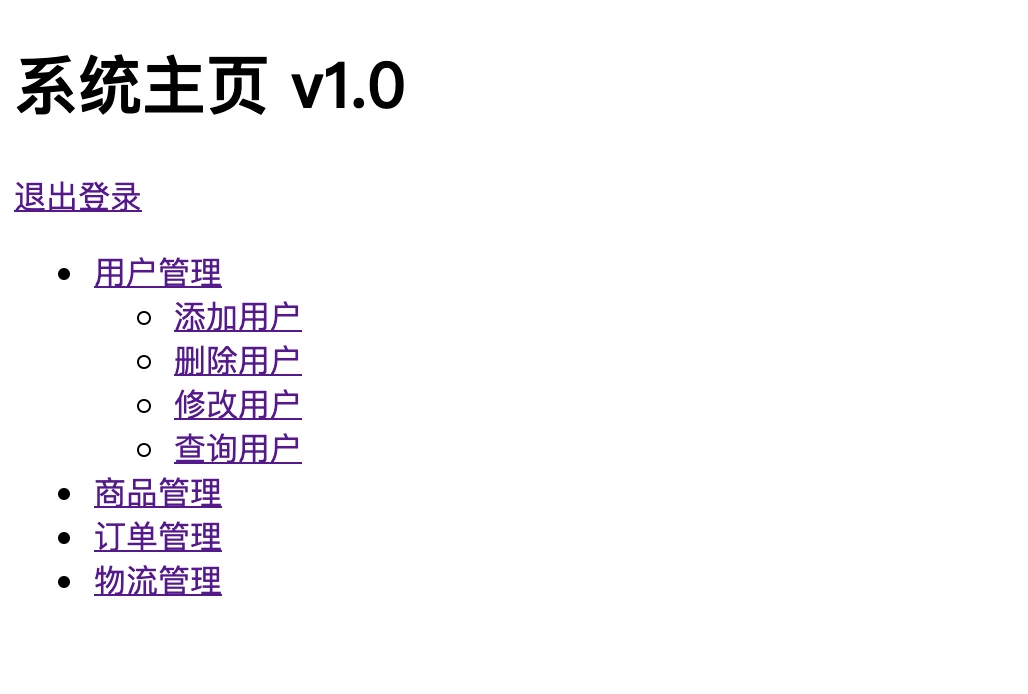 系统主页 v1.0
退出登录
用户管理
添加用户
删除用户
修改用户
查询用户
商品管理
订单管理
物流管理